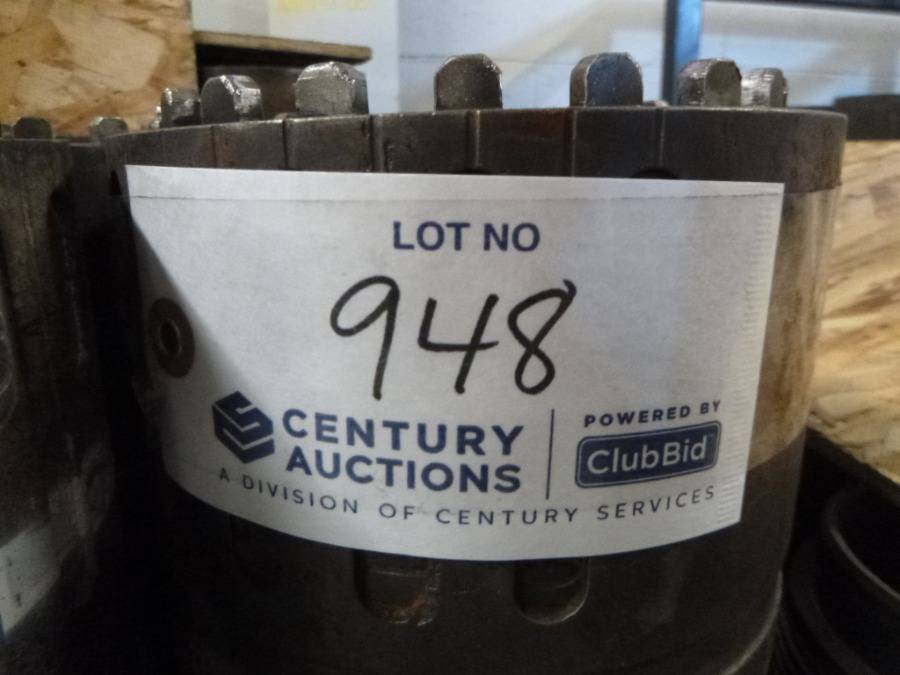 LOT NO
948
CENTURY
AUCTIONS
A DIVISION OF CENTURY SERVICES
POWERED BY
ClubBid